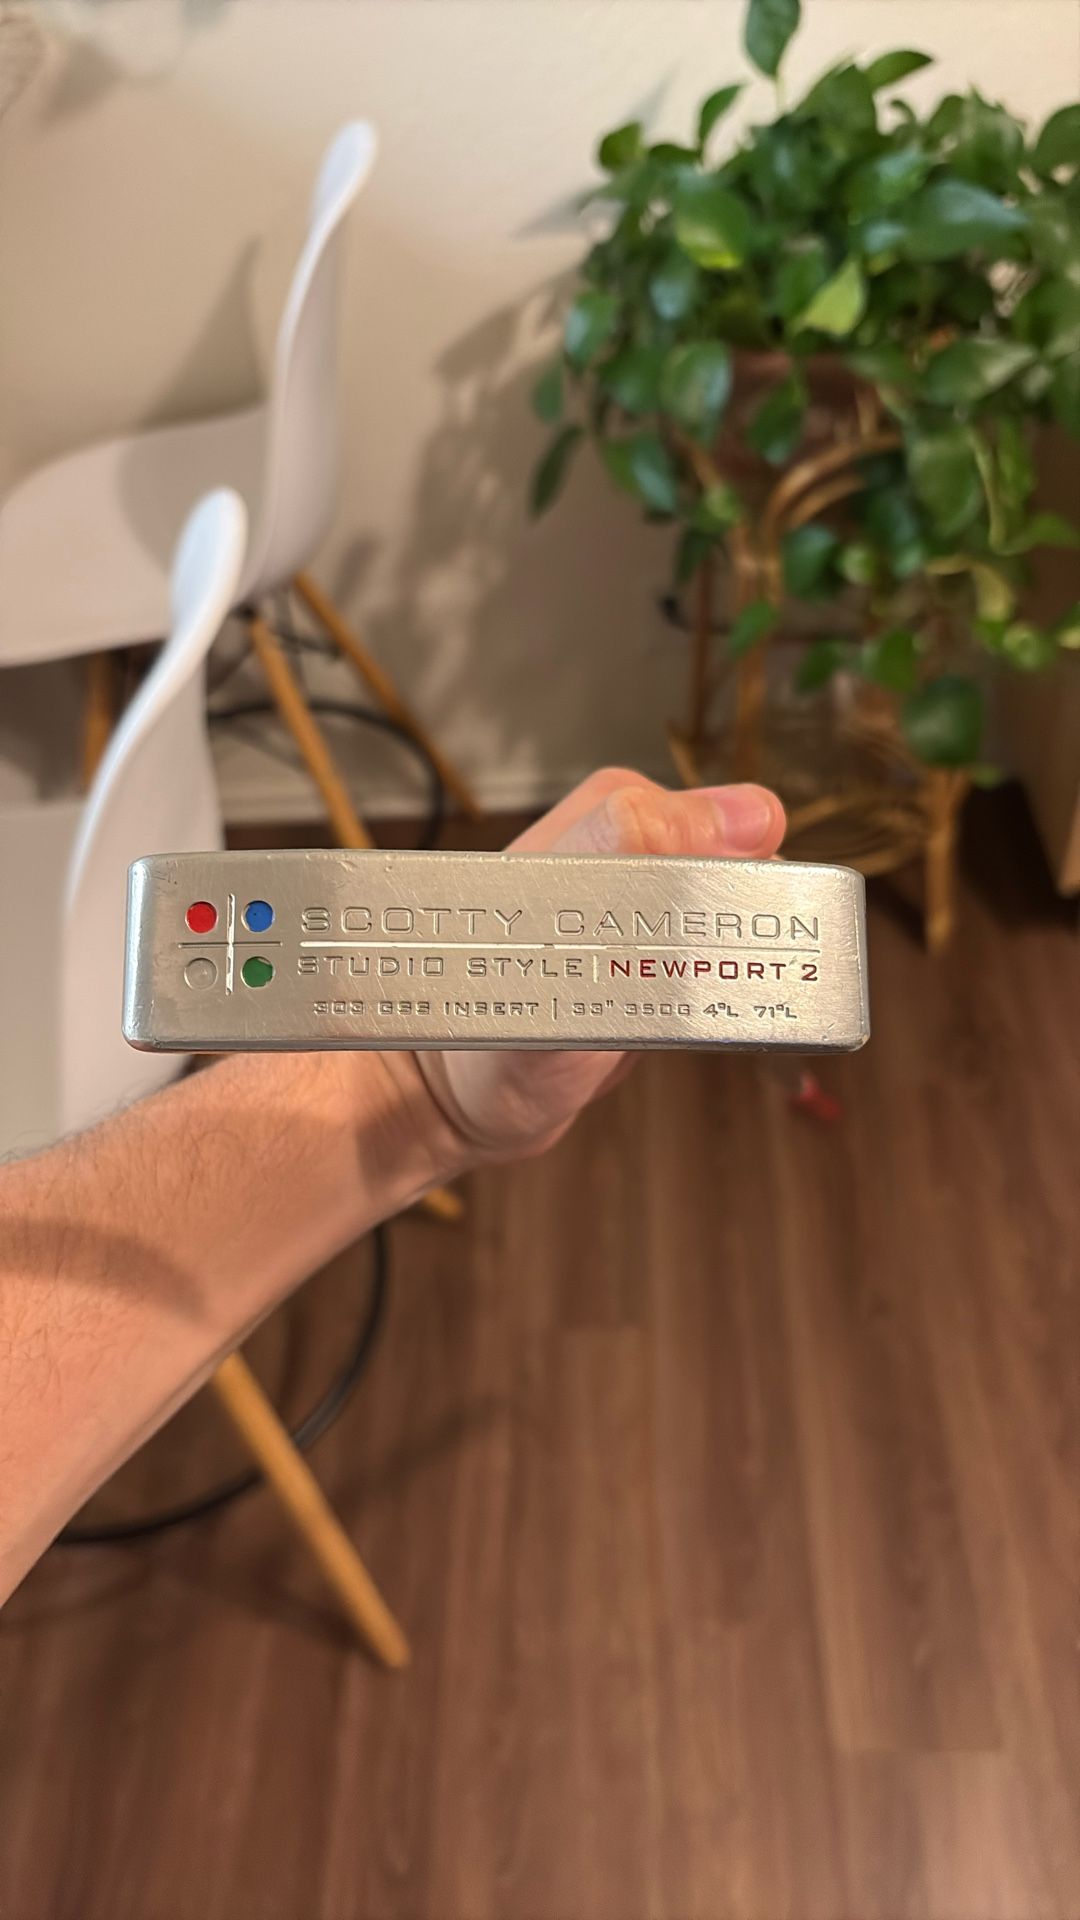 SCOTTY CAMERON
STUDIO STYLE | NEWPORT 2
303 GSS INSERT | 33" 350G 4°L 71°L